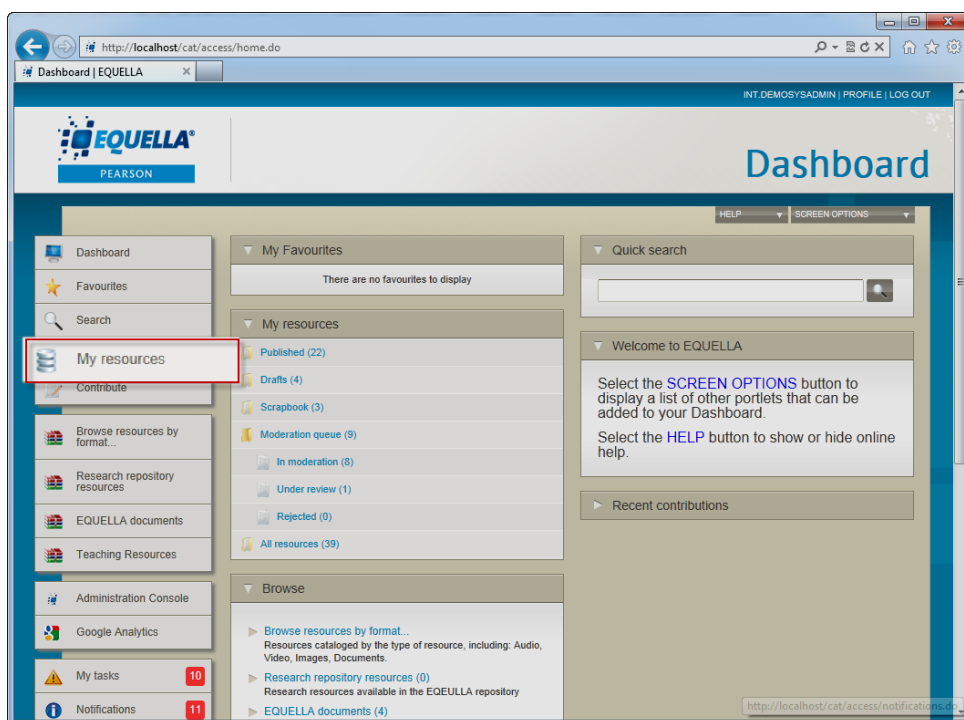 http://localhost/cat/access/home.do
Dashboard | EQUELLA
INT.DEMOSYSADMIN | PROFILE | LOG OUT
EQUELLA®
PEARSON
Dashboard
HELP
SCREEN OPTIONS
Dashboard
Favourites
Search
My resources
Contribute
Browse resources by
format...
Research repository
resources
EQUELLA documents
Teaching Resources
Administration Console
Google Analytics
My tasks 10
Notifications 11
My Favourites
There are no favourites to display
My resources
Published (22)
Drafts (4)
Scrapbook (3)
Moderation queue (9)
In moderation (8)
Under review (1)
Rejected (0)
All resources (39)
Browse
Browse resources by format...
Resources cataloged by the type of resource, including: Audio,
Video, Images, Documents.
Research repository resources (0)
Research resources available in the EQEULLA repository
EQUELLA documents (4)
Quick search
Welcome to EQUELLA
Select the SCREEN OPTIONS button to
display a list of other portlets that can be
added to your Dashboard.
Select the HELP button to show or hide online
help.
Recent contributions
http://localhost/cat/access/notifications.do